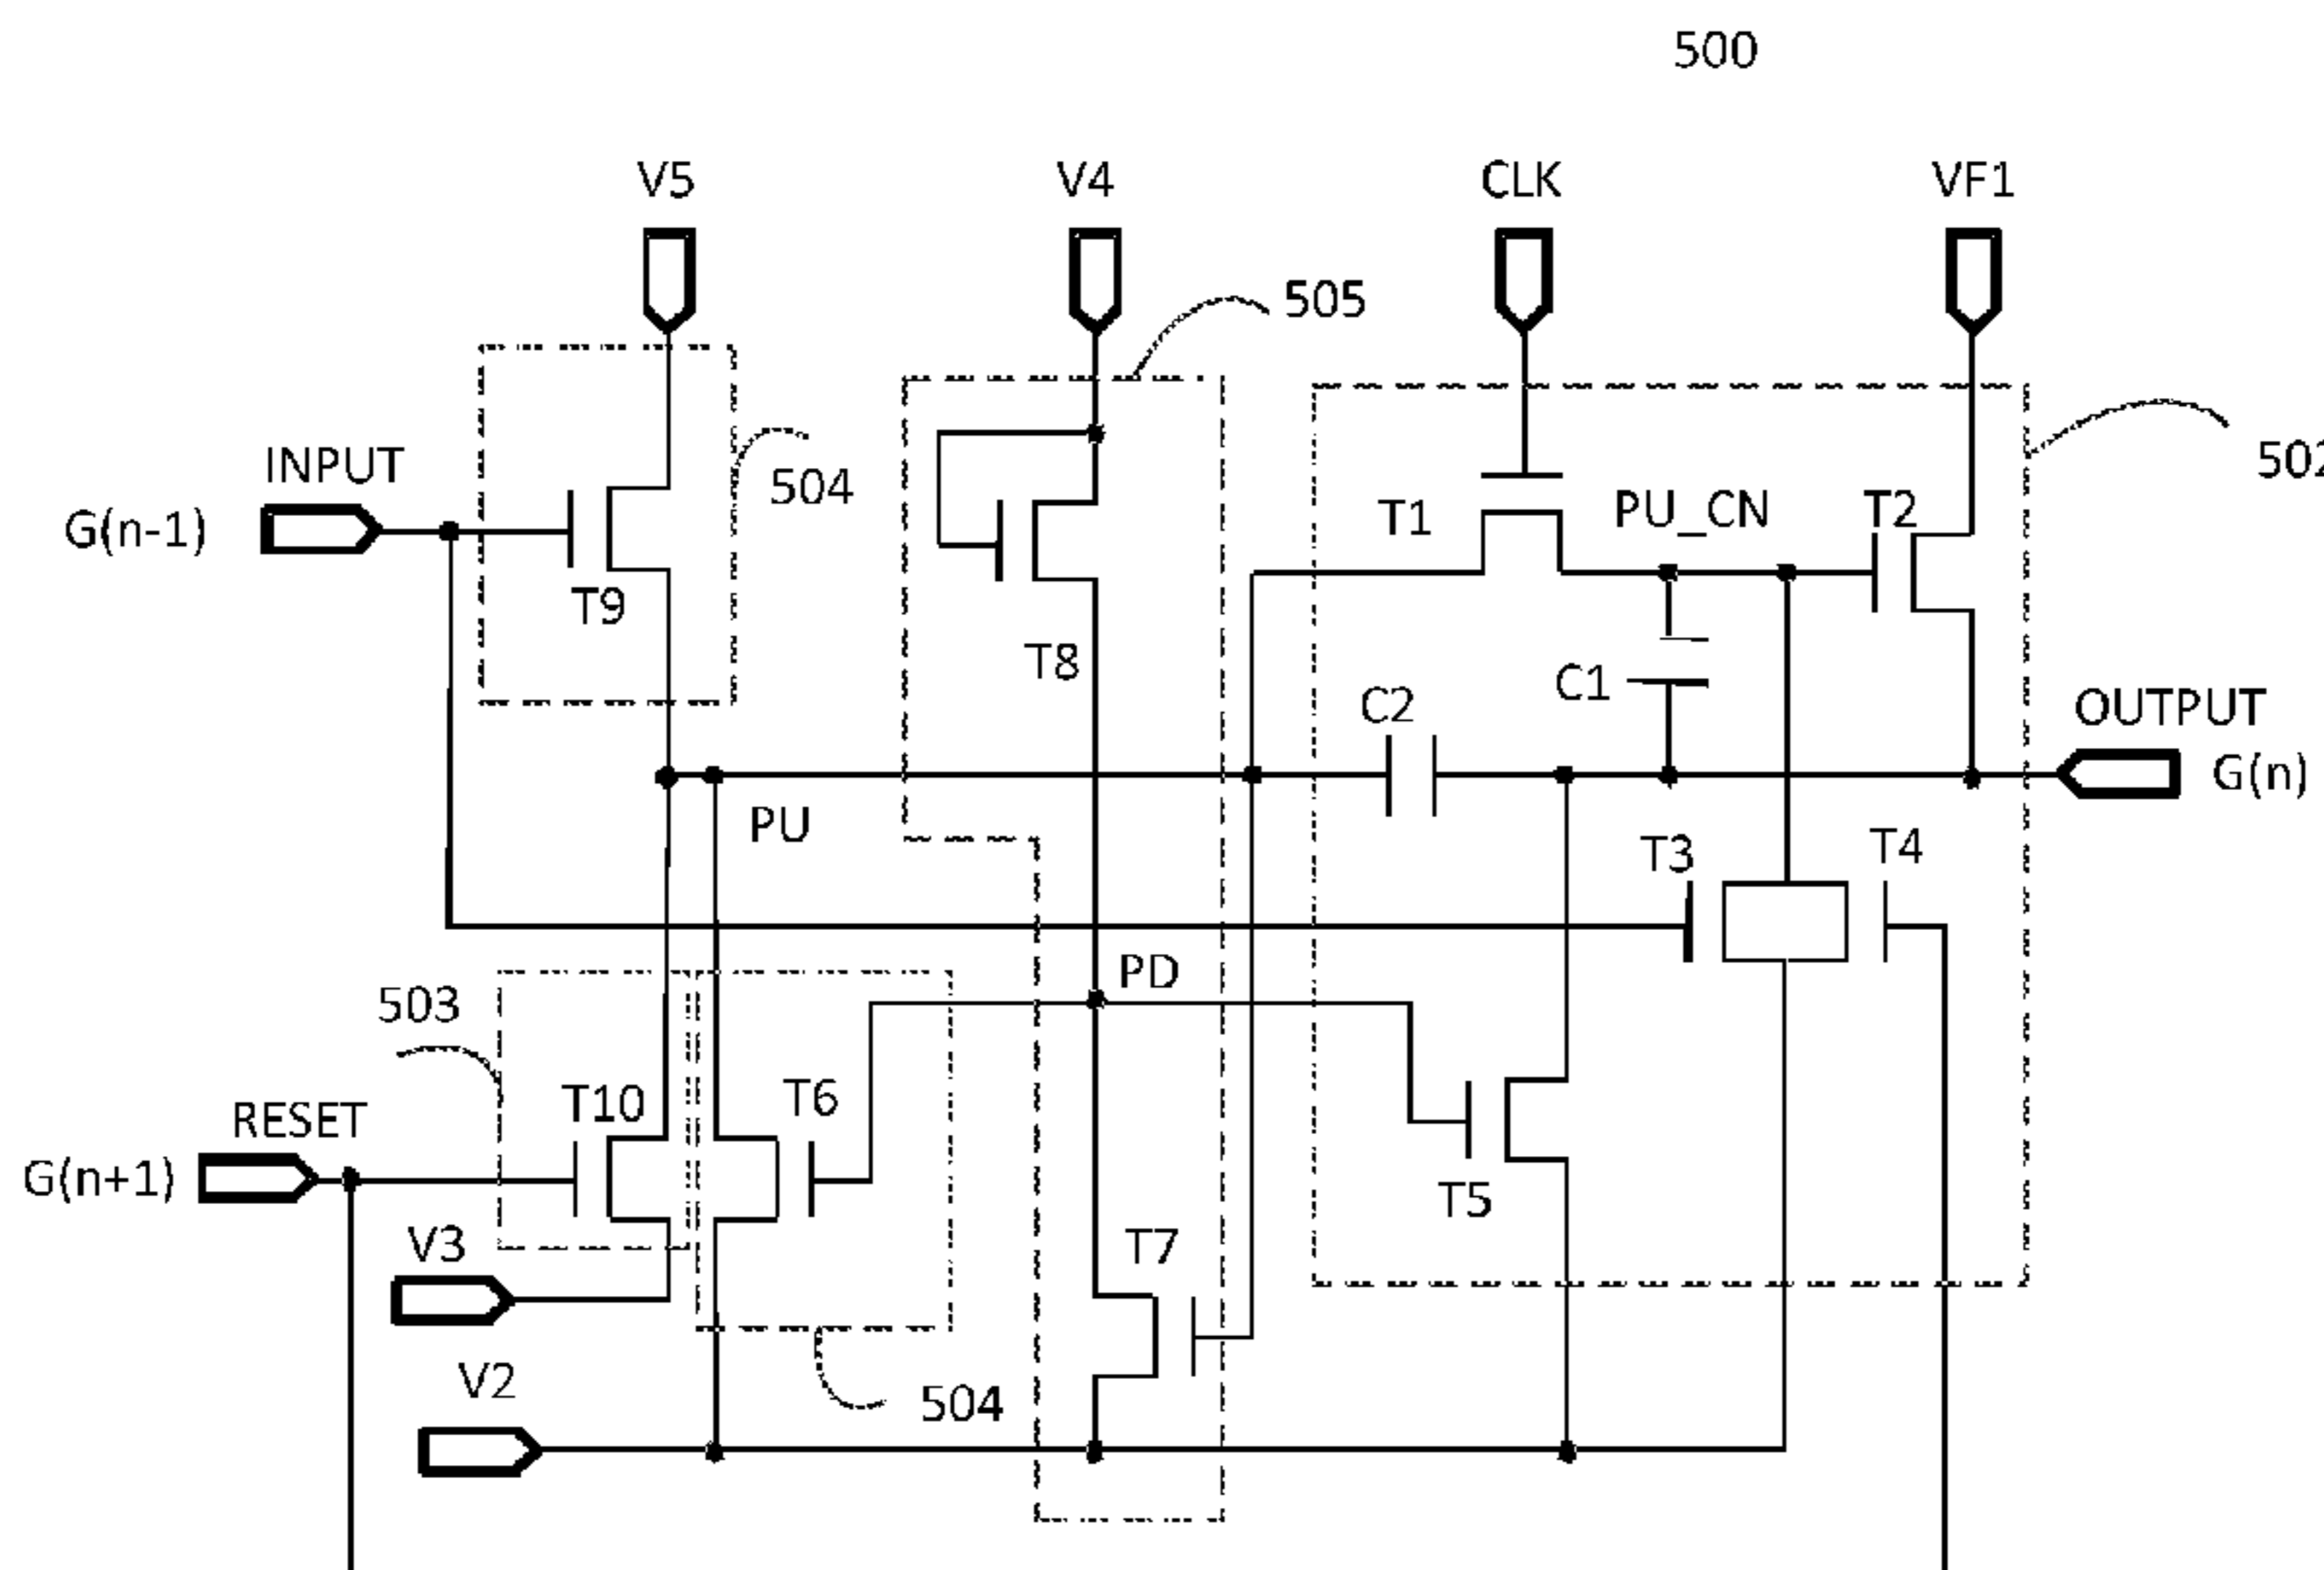 500
V5
V4
CLK
VF1
505
INPUT
504
502
G(n-1)
T1
PU_CN
T2
T9
T8
C1
C2
OUTPUT
G(n)
PU
T3
T4
PD
503
T10
T6
RESET
G(n+1)
T5
V3
T7
V2
504